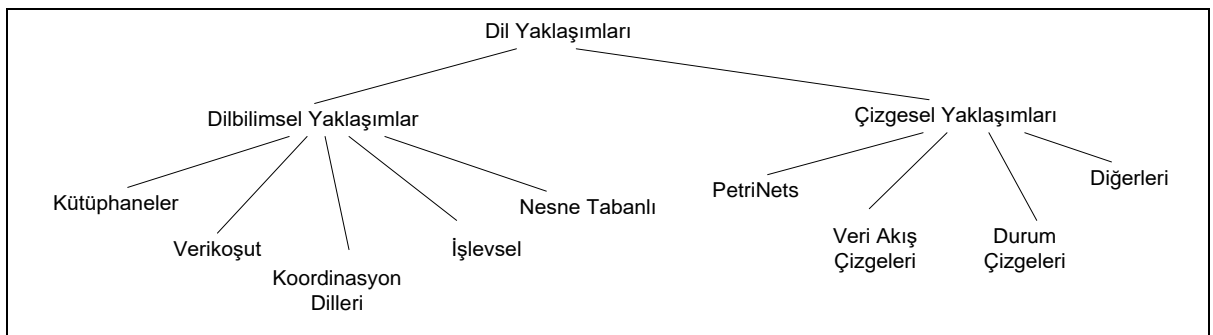 Dil Yaklaşımları
Dilbilimsel Yaklaşımlar
Çizgesel Yaklaşımları
Kütüphaneler
Verikoşut
Koordinasyon
Dilleri
İşlevsel
Nesne Tabanlı
PetriNets
Veri Akış
Çizgeleri
Durum
Çizgeleri
Diğerleri